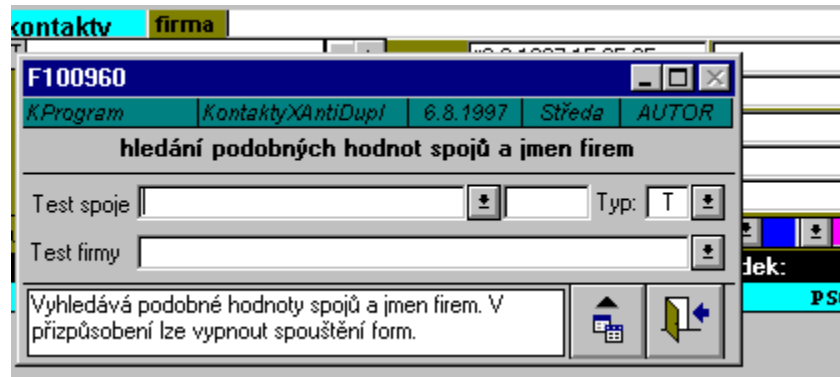 kontakty firma
F100960
KProgram KontaktyXAntiDupl 6.8.1997 Středa AUTOR
hledání podobných hodnot spojů a jmen firem
Test spoje Typ: T
Test firmy
dek:
Vyhledává podobné hodnoty spojů a jmen firem. V
přizpůsobení lze vypnout spouštění form.